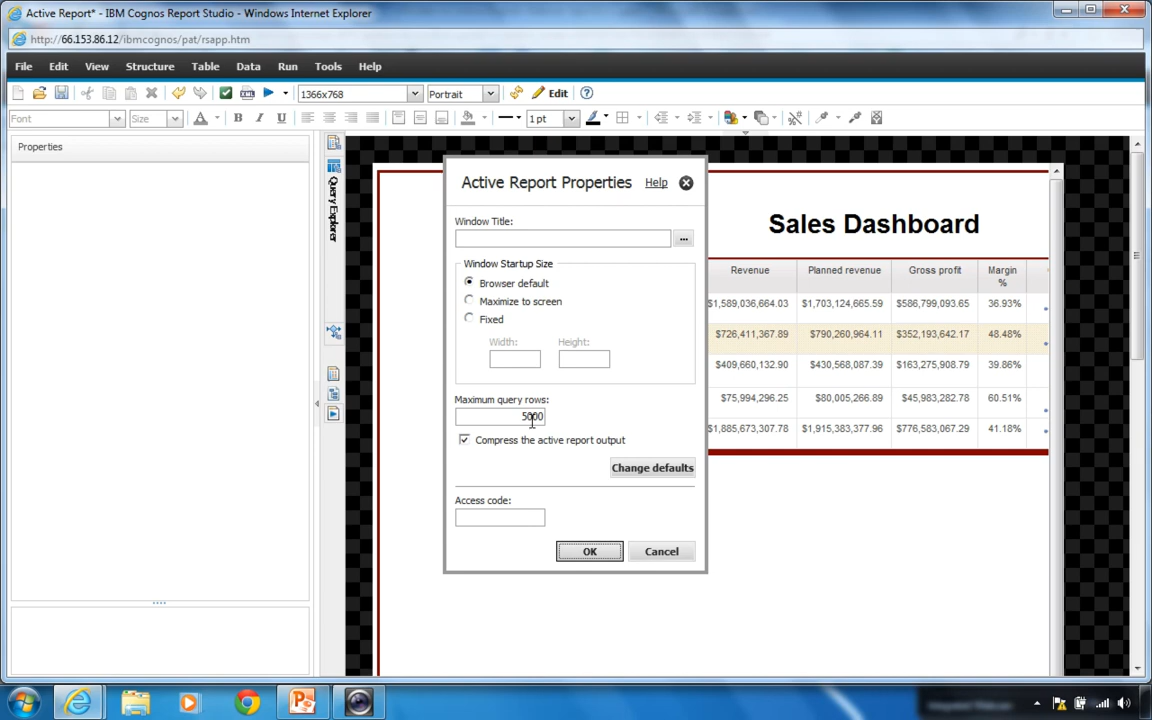 Active Report* - IBM Cognos Report Studio - Windows Internet Explorer
http://66.153.86.12/ibmcognos/pat/rsapp.htm
File Edit View Structure Table Data Run Tools Help
1366x768 Portrait Edit
Font Size 1 pt
Properties
Query Explorer
Active Report Properties Help
Window Title:
...
Window Startup Size
Browser default
Maximize to screen
Fixed
Width: Height:
Maximum query rows:
5000
Compress the active report output
Change defaults
Access code:
OK Cancel
Sales Dashboard
Revenue Planned revenue Gross profit Margin %
$1,589,036,664.03 $1,703,124,665.59 $586,799,093.65 36.93%
$726,411,367.89 $790,260,964.11 $352,193,642.17 48.48%
$409,660,132.90 $430,568,087.39 $163,275,908.79 39.86%
$75,994,296.25 $80,005,266.89 $45,983,282.78 60.51%
$1,885,673,307.78 $1,915,383,377.96 $776,583,067.29 41.18%